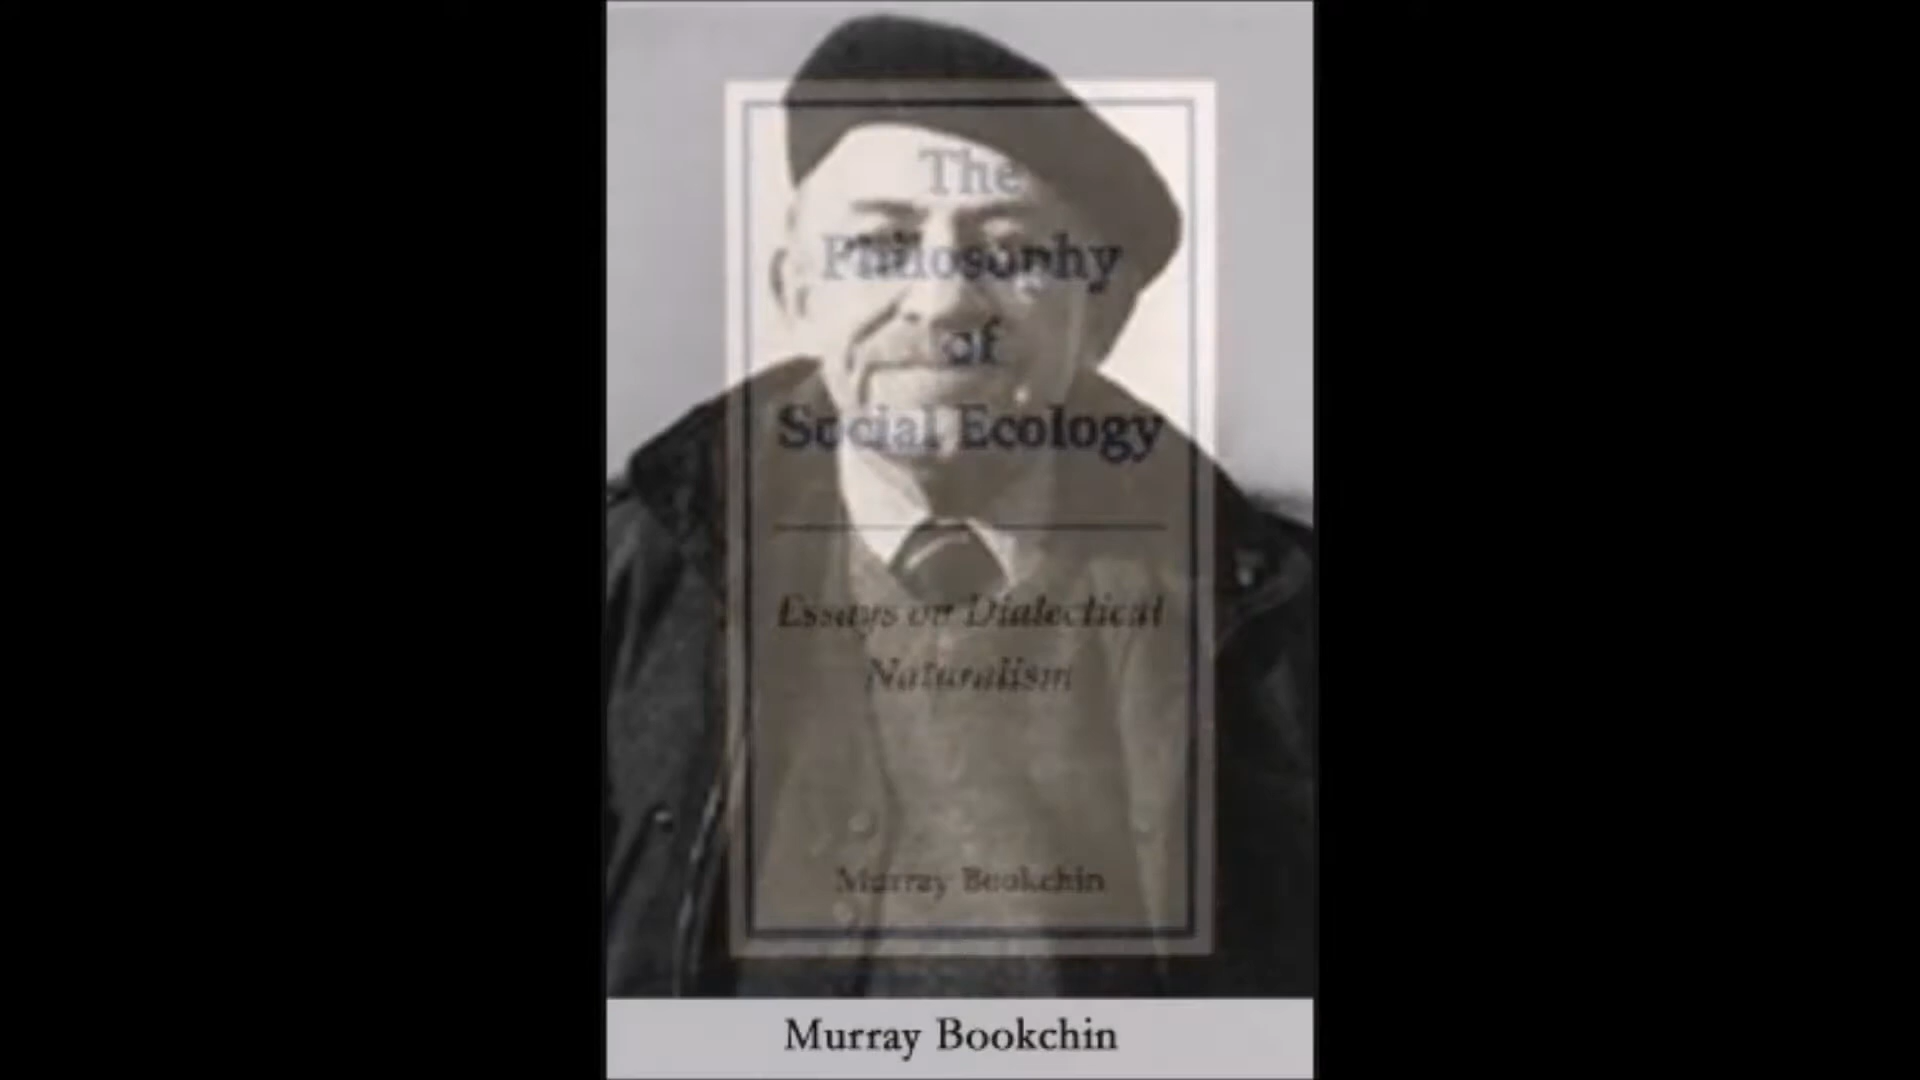 The
Philosophy
of
Social Ecology
Essays on Dialectical
Naturalism
Murray Bookchin
Murray Bookchin